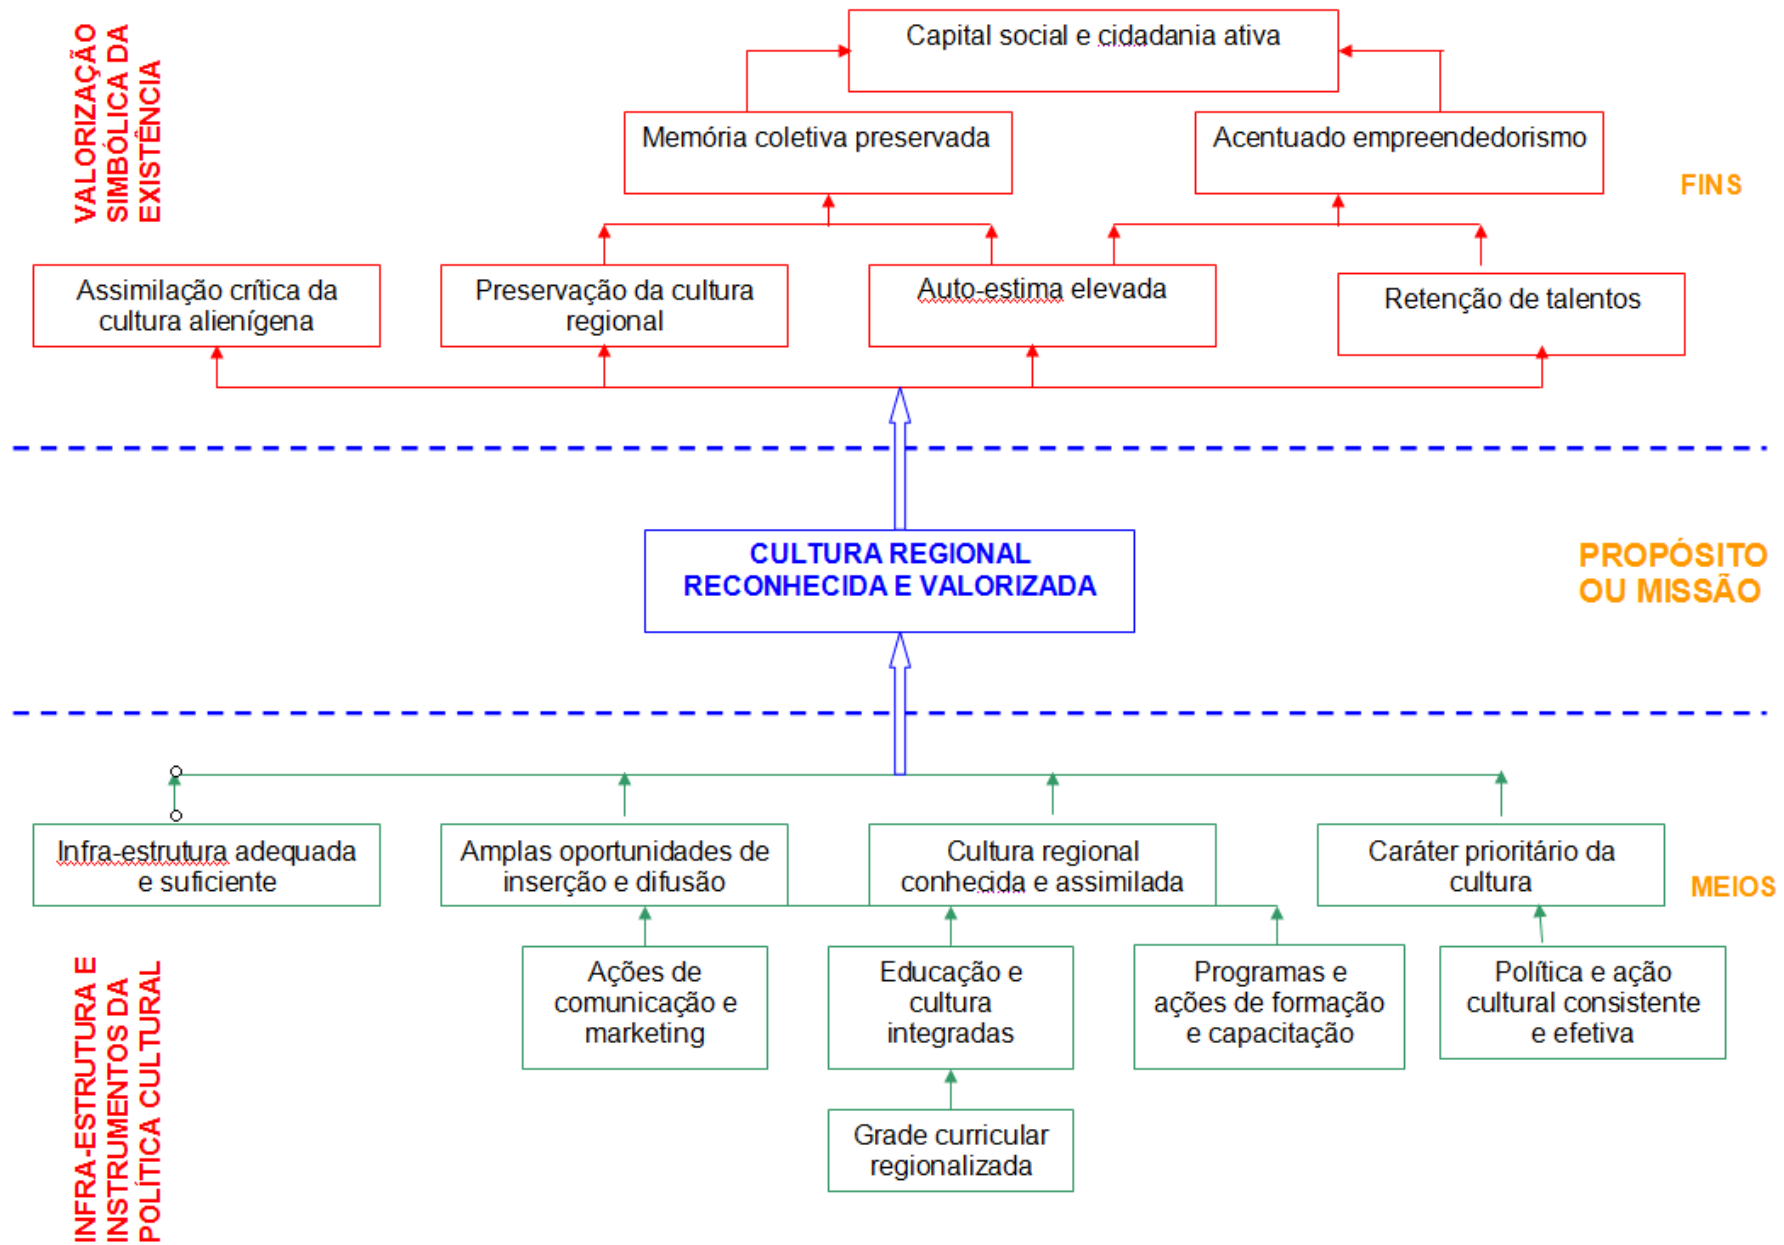 VALORIZAÇÃO
SIMBÓLICA DA
EXISTÊNCIA
Capital social e cidadania ativa
Memória coletiva preservada
Acentuado empreendedorismo
FINS
Assimilação crítica da
cultura alienígena
Preservação da cultura
regional
Auto-estima elevada
Retenção de talentos
CULTURA REGIONAL
RECONHECIDA E VALORIZADA
PROPÓSITO
OU MISSÃO
Infra-estrutura adequada
e suficiente
Amplas oportunidades de
inserção e difusão
Cultura regional
conhecida e assimilada
Caráter prioritário da
cultura
MEIOS
INFRA-ESTRUTURA E
INSTRUMENTOS DA
POLÍTICA CULTURAL
Ações de
comunicação e
marketing
Educação e
cultura
integradas
Programas e
ações de formação
e capacitação
Política e ação
cultural consistente
e efetiva
Grade curricular
regionalizada